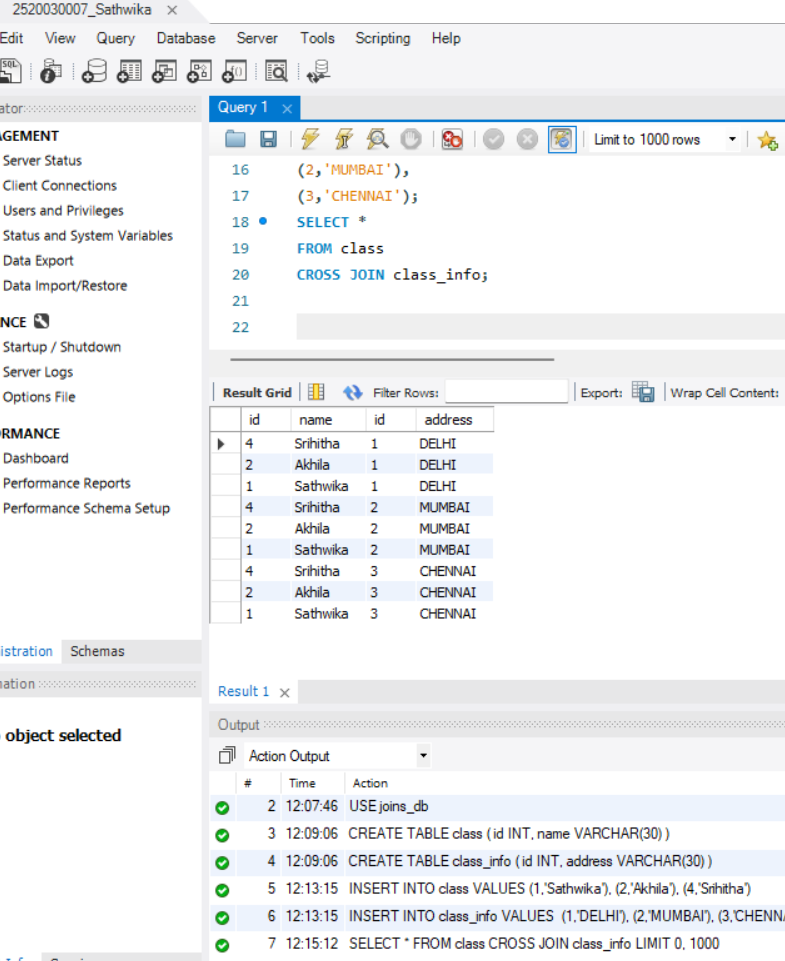 2520030007_Sathwika ×
Edit View Query Database Server Tools Scripting Help
SQL
Query 1 ×
Limit to 1000 rows
AGEMENT
Server Status
Client Connections
Users and Privileges
Status and System Variables
Data Export
Data Import/Restore
NCE
Startup / Shutdown
Server Logs
Options File
RMANCE
Dashboard
Performance Reports
Performance Schema Setup
istration Schemas
object selected
16 (2,'MUMBAI'),
17 (3,'CHENNAI');
18 SELECT *
19 FROM class
20 CROSS JOIN class_info;
21
22
Result Grid Filter Rows: Export: Wrap Cell Content:
id name id address
4 Srihitha 1 DELHI
2 Akhila 1 DELHI
1 Sathwika 1 DELHI
4 Srihitha 2 MUMBAI
2 Akhila 2 MUMBAI
1 Sathwika 2 MUMBAI
4 Srihitha 3 CHENNAI
2 Akhila 3 CHENNAI
1 Sathwika 3 CHENNAI
Result 1 ×
Output
Action Output
# Time Action
2 12:07:46 USE joins_db
3 12:09:06 CREATE TABLE class ( id INT, name VARCHAR(30) )
4 12:09:06 CREATE TABLE class_info ( id INT, address VARCHAR(30) )
5 12:13:15 INSERT INTO class VALUES (1,'Sathwika'), (2,'Akhila'), (4,'Srihitha')
6 12:13:15 INSERT INTO class_info VALUES (1,'DELHI'), (2,'MUMBAI'), (3,'CHENNA
7 12:15:12 SELECT * FROM class CROSS JOIN class_info LIMIT 0, 1000